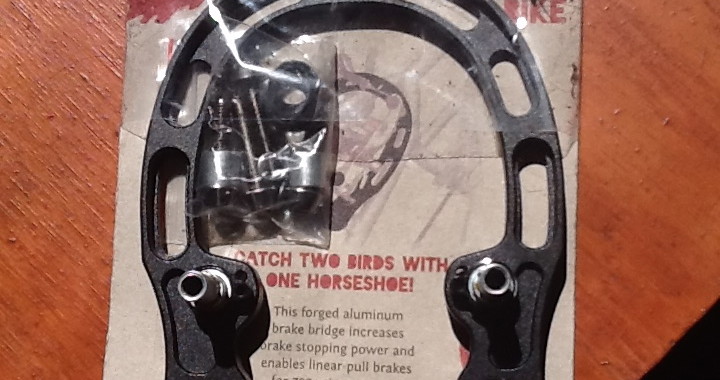 BIKE
CATCH TWO BIRDS WITH
ONE HORSESHOE!
This forged aluminum
brake bridge increases
brake stopping power and
enables linear pull brakes